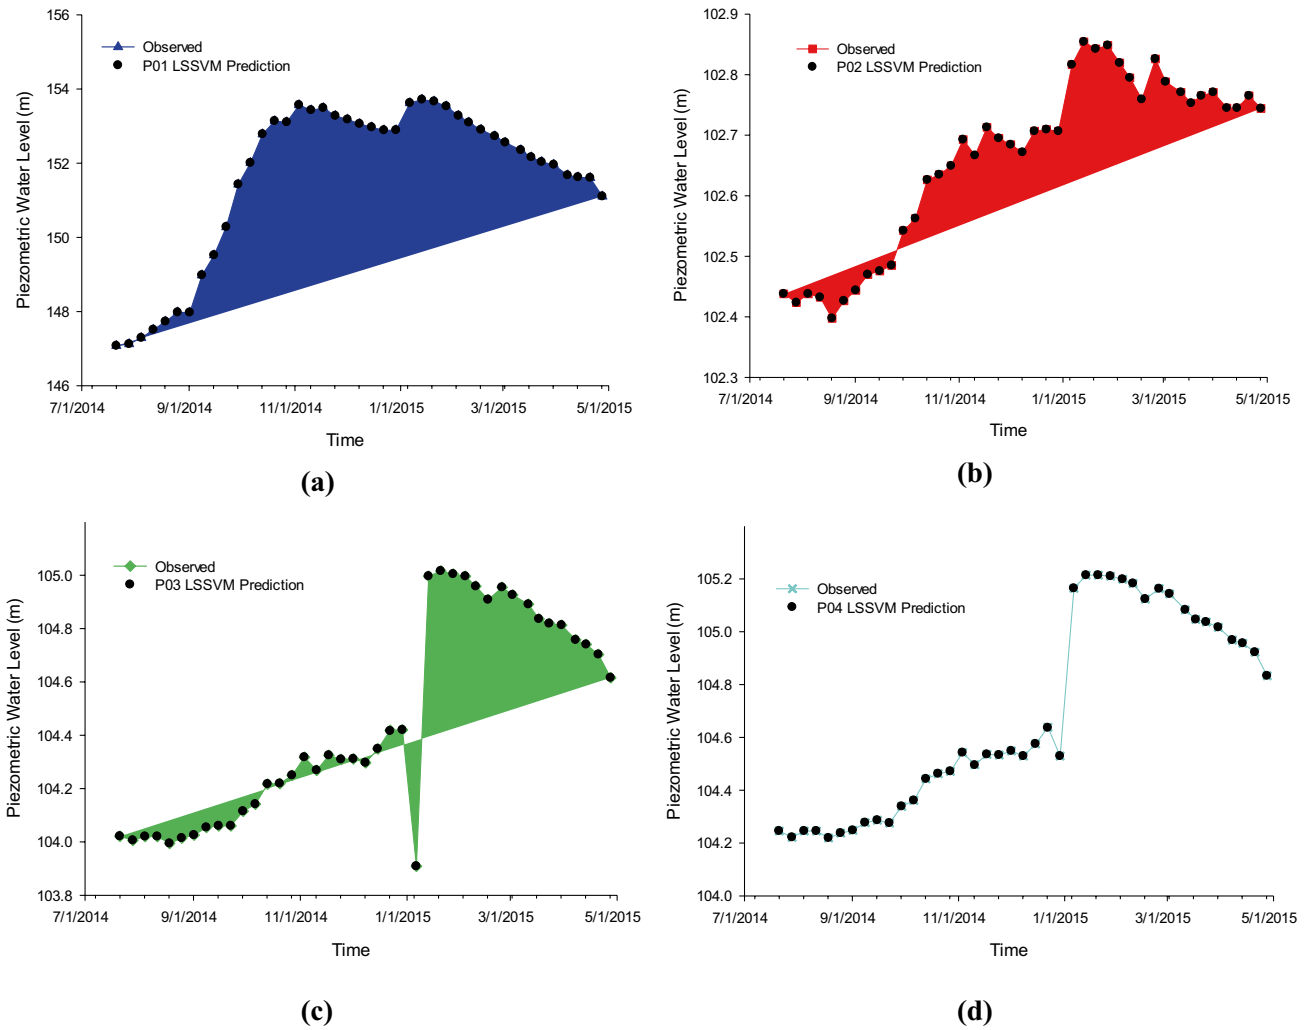 156
154
152
150
148
146
Piezometric Water Level (m)
Observed
P01 LSSVM Prediction
7/1/2014 9/1/2014 11/1/2014 1/1/2015 3/1/2015 5/1/2015
Time
(a)
102.9
102.8
102.7
102.6
102.5
102.4
102.3
Piezometric Water Level (m)
Observed
P02 LSSVM Prediction
7/1/2014 9/1/2014 11/1/2014 1/1/2015 3/1/2015 5/1/2015
Time
(b)
105.0
104.8
104.6
104.4
104.2
104.0
103.8
Piezometric Water Level (m)
Observed
P03 LSSVM Prediction
7/1/2014 9/1/2014 11/1/2014 1/1/2015 3/1/2015 5/1/2015
Time
(c)
105.2
105.0
104.8
104.6
104.4
104.2
104.0
Piezometric Water Level (m)
Observed
P04 LSSVM Prediction
7/1/2014 9/1/2014 11/1/2014 1/1/2015 3/1/2015 5/1/2015
Time
(d)